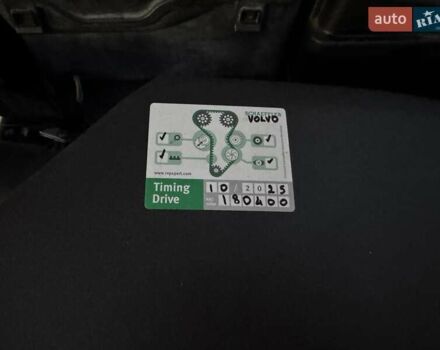 auto RIA
SCHAEFFLER
VOLVO
www.repxpert.com
Timing 10 / 2025
Drive 180400